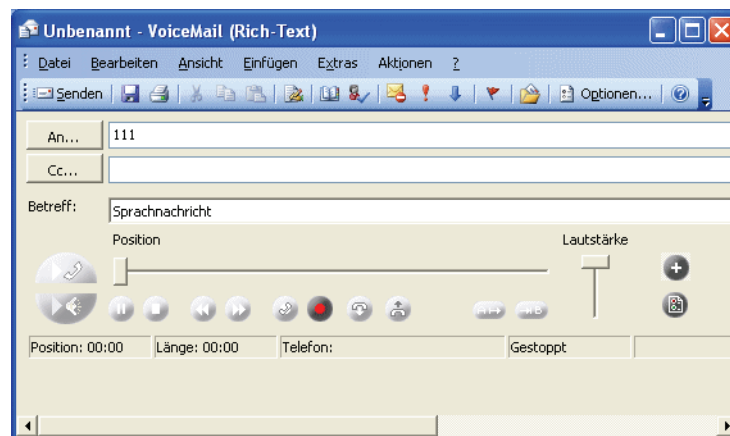 Unbenannt - VoiceMail (Rich-Text)
Datei Bearbeiten Ansicht Einfügen Extras Aktionen ?
Senden Optionen...
An... 111
Cc...
Betreff: Sprachnachricht
Position Lautstärke
A B
Position: 00:00 Länge: 00:00 Telefon: Gestoppt